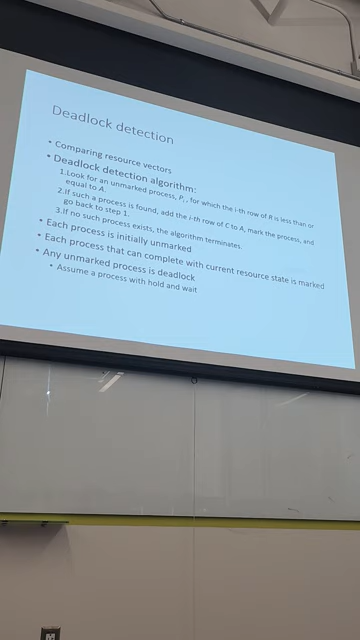 Deadlock detection
• Comparing resource vectors
• Deadlock detection algorithm:
1.Look for an unmarked process, Pi , for which the i-th row of R is less than or
equal to A.
2.If such a process is found, add the i-th row of C to A, mark the process, and
go back to step 1.
3.If no such process exists, the algorithm terminates.
• Each process is initially unmarked
• Each process that can complete with current resource state is marked
• Any unmarked process is deadlock
• Assume a process with hold and wait